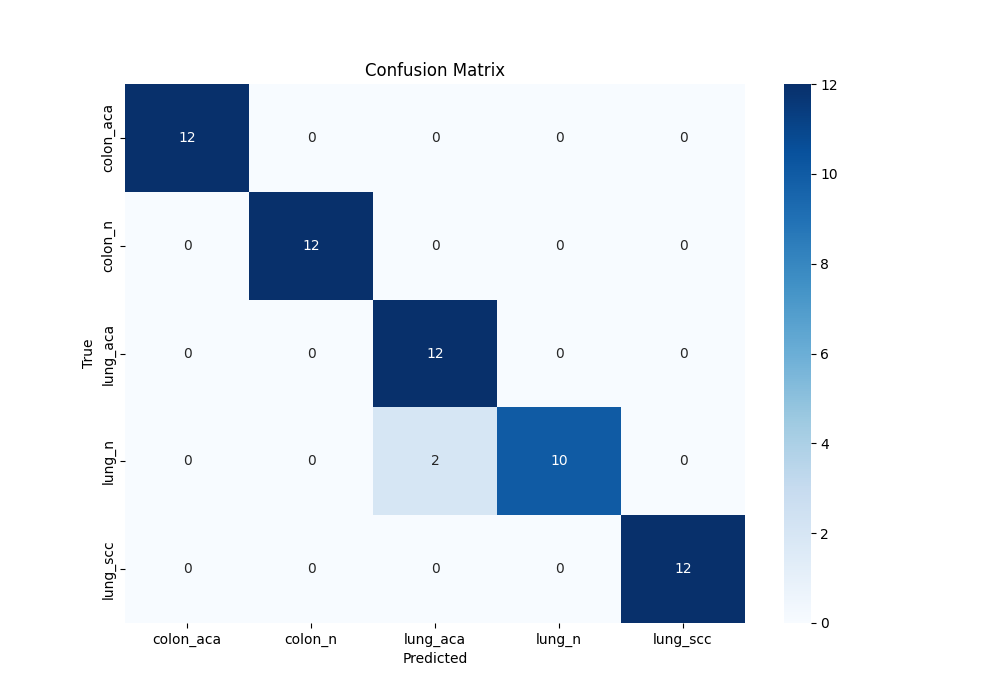 Confusion Matrix
colon_aca 12 0 0 0 0
colon_n 0 12 0 0 0
lung_aca 0 0 12 0 0
lung_n 0 0 2 10 0
lung_scc 0 0 0 0 12
True
colon_aca colon_n lung_aca lung_n lung_scc
Predicted
12
10
8
6
4
2
0